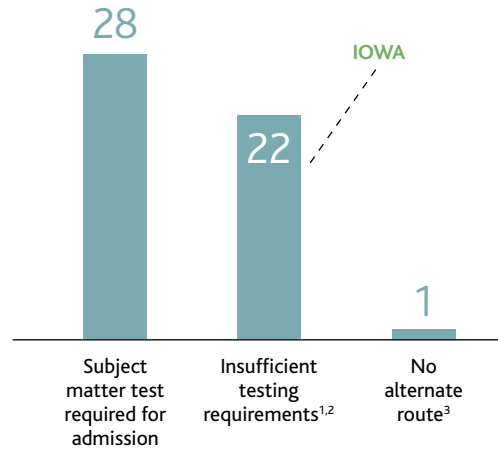 28
IOWA
22
1
Subject
matter test
required for
admission
Insufficient
testing
requirements1,2
No
alternate
route3